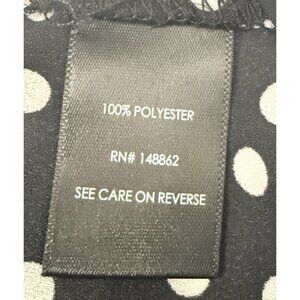 100% POLYESTER
RN# 148862
SEE CARE ON REVERSE